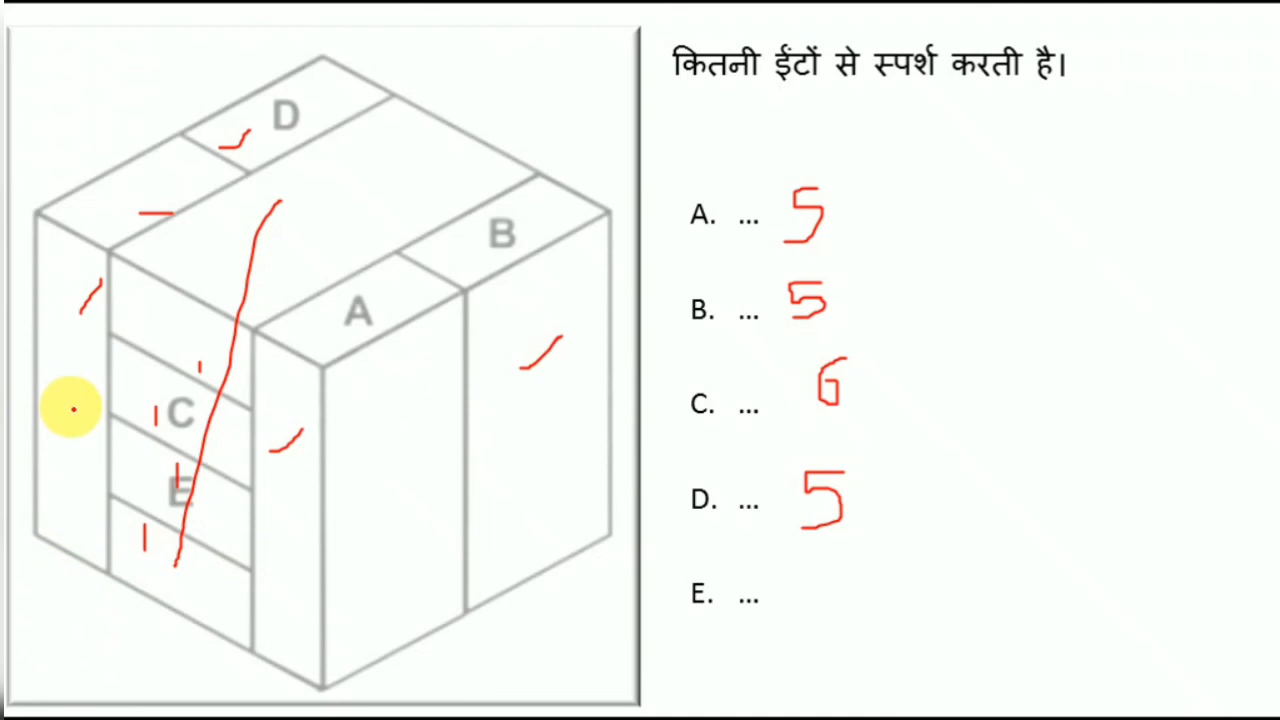 कितनी ईंटों से स्पर्श करती है।
D
B
A
C
E
A. ... 5
B. ... 5
C. ... 6
D. ... 5
E. ...